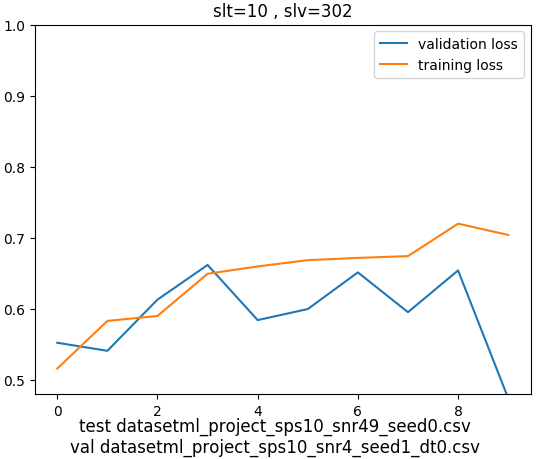 slt=10 , slv=302
validation loss
training loss
1.0
0.9
0.8
0.7
0.6
0.5
0
2
4
6
8
test datasetml_project_sps10_snr49_seed0.csv
val datasetml_project_sps10_snr4_seed1_dt0.csv